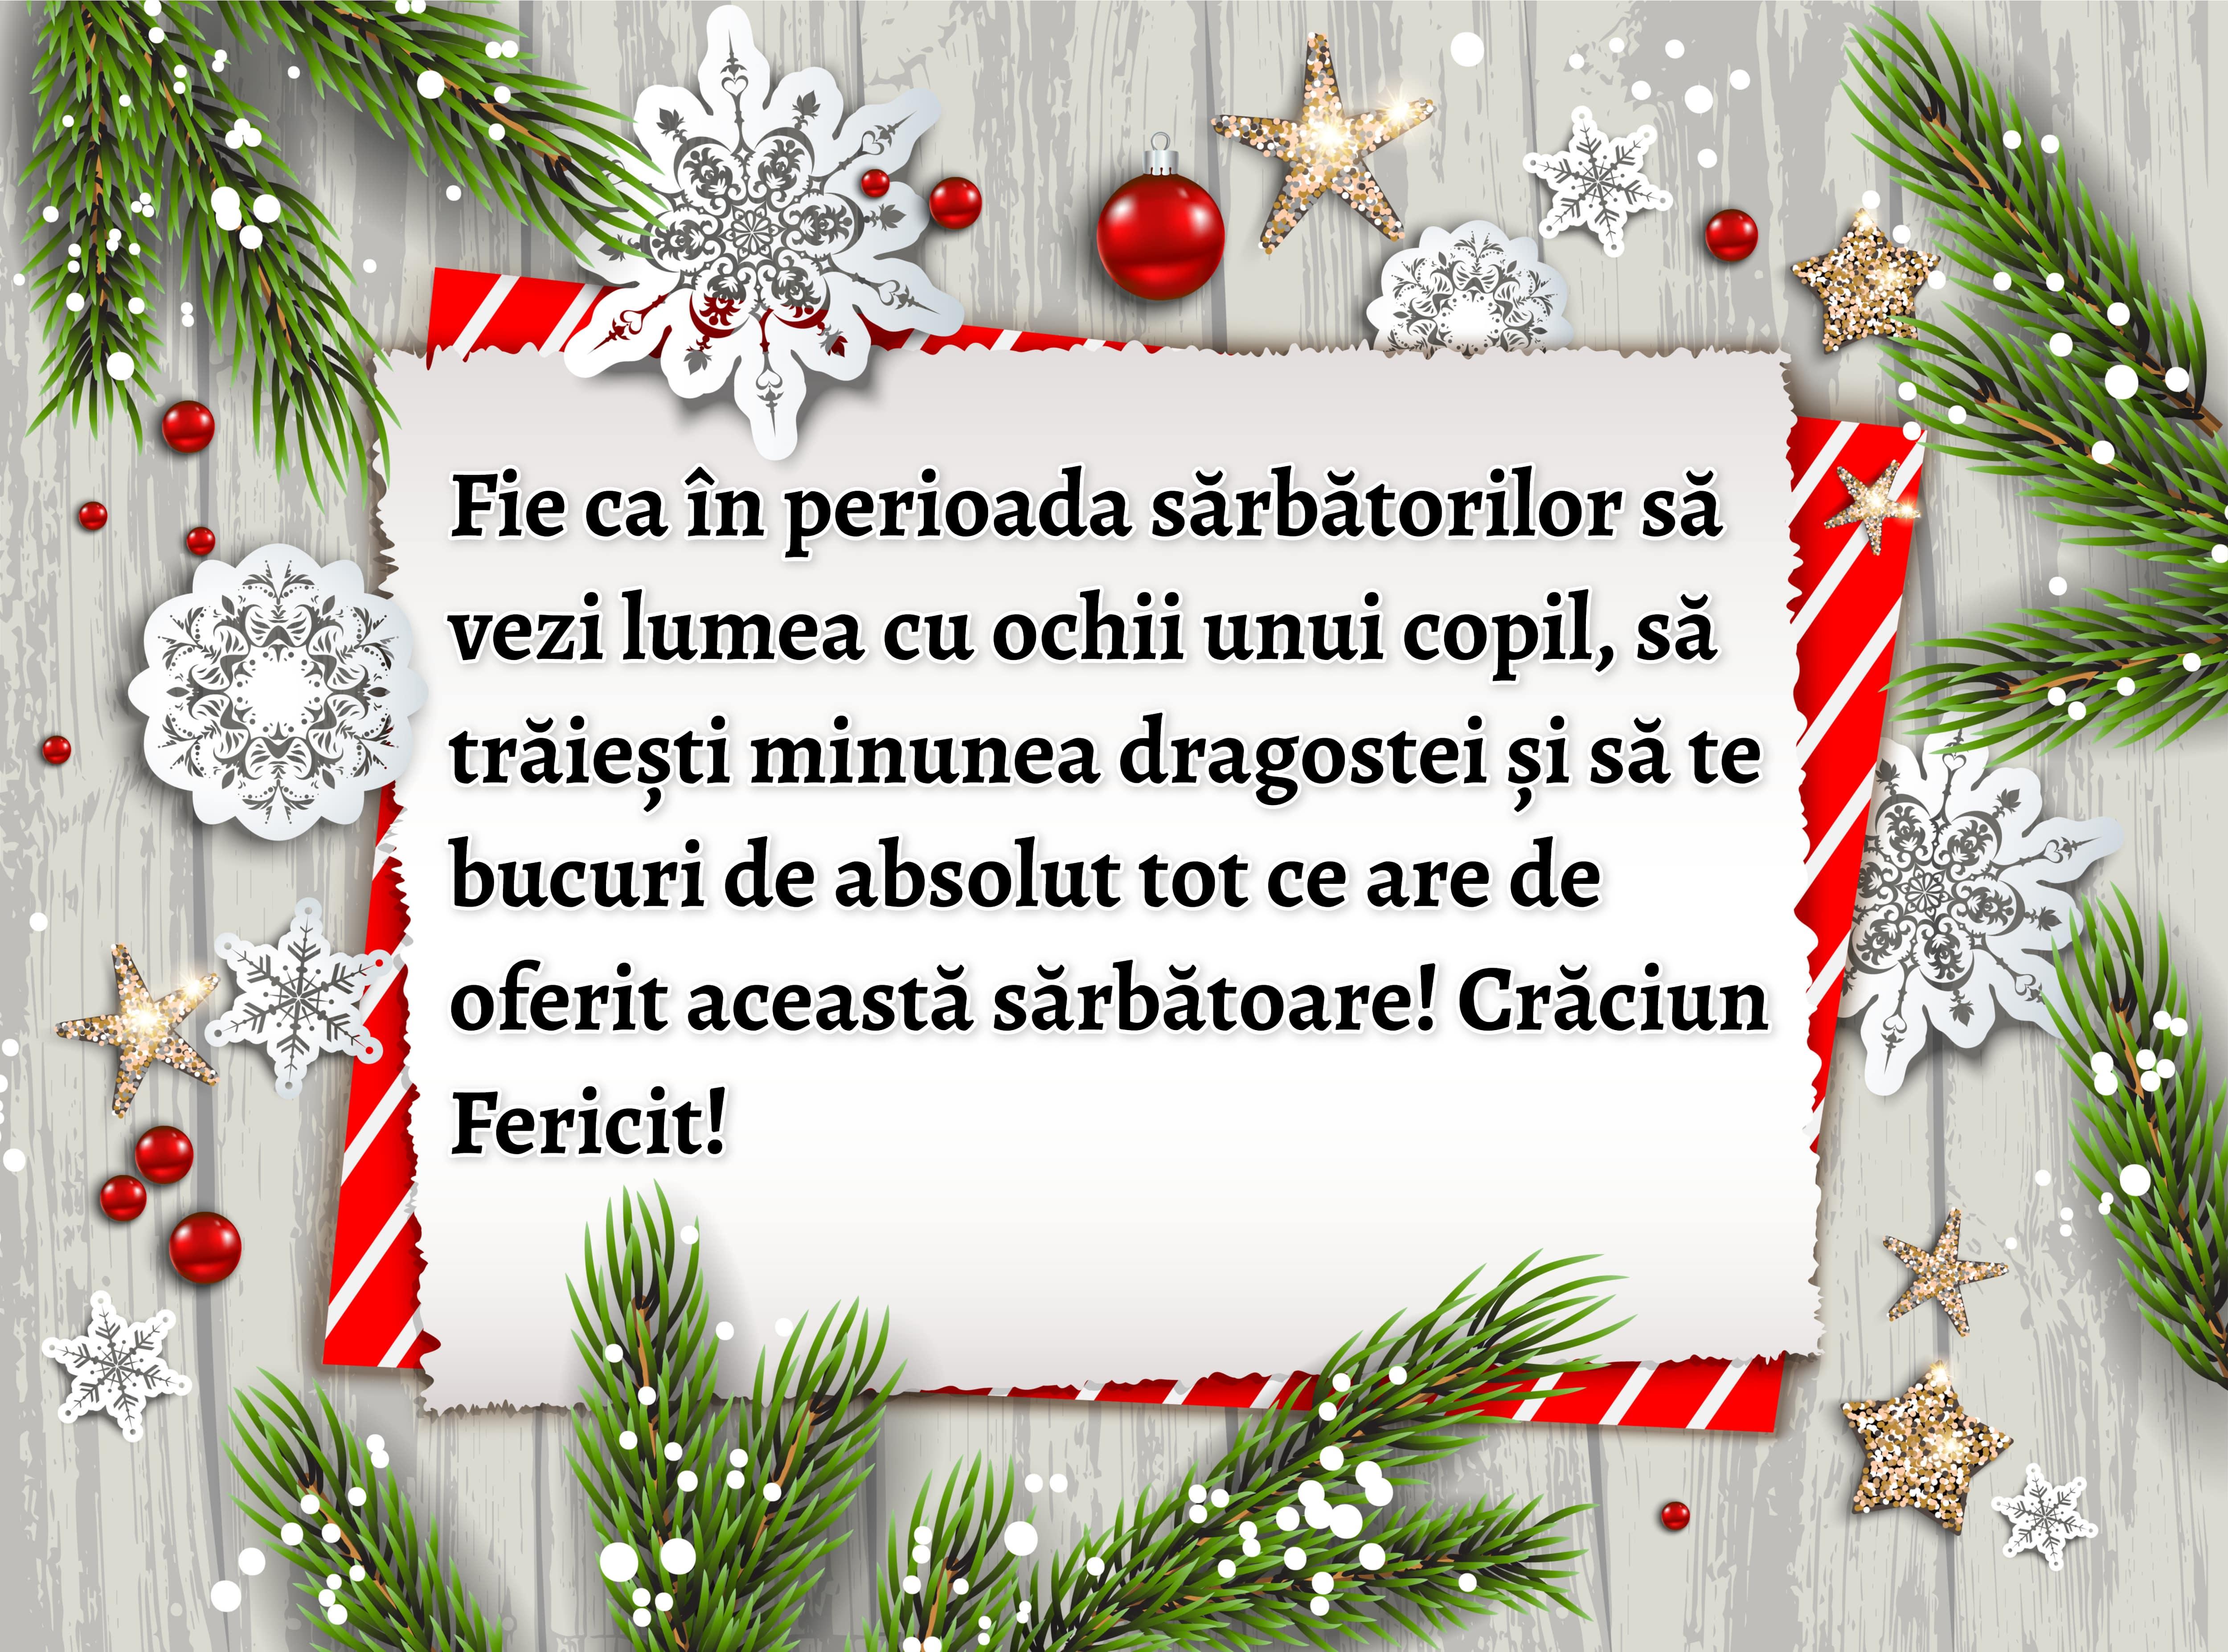 Fie ca în perioada sărbătorilor să
vezi lumea cu ochii unui copil, să
trăiești minunea dragostei și să te
bucuri de absolut tot ce are de
oferit această sărbătoare! Crăciun
Fericit!